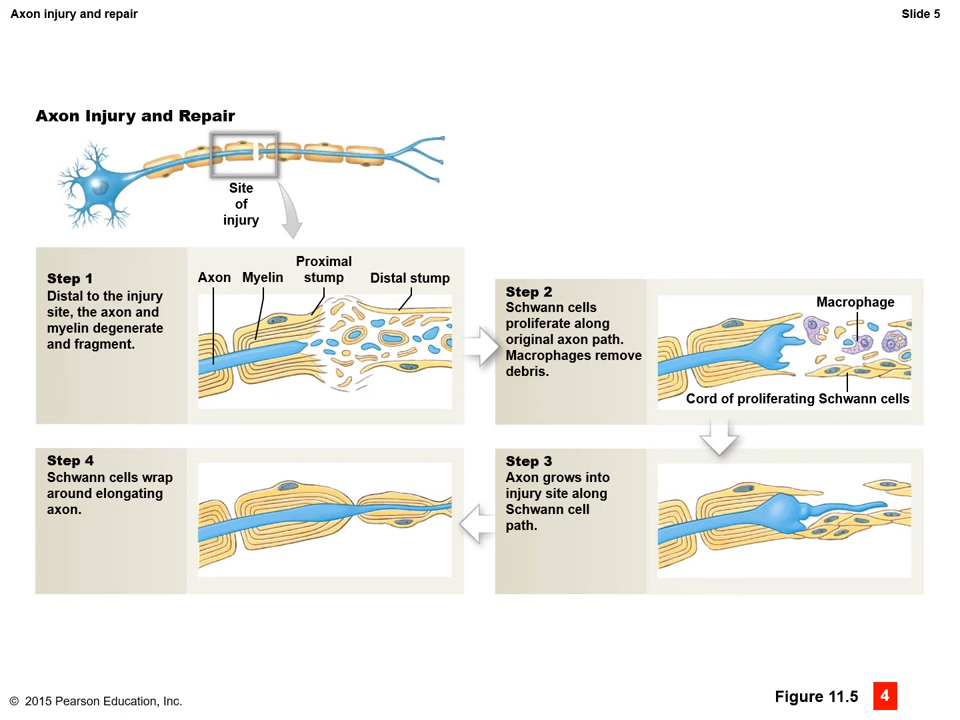 Axon injury and repair
Slide 5
Axon Injury and Repair
Site
of
injury
Step 1
Distal to the injury
site, the axon and
myelin degenerate
and fragment.
Axon
Myelin
Proximal
stump
Distal stump
Step 2
Schwann cells
proliferate along
original axon path.
Macrophages remove
debris.
Macrophage
Cord of proliferating Schwann cells
Step 3
Axon grows into
injury site along
Schwann cell
path.
Step 4
Schwann cells wrap
around elongating
axon.
© 2015 Pearson Education, Inc.
Figure 11.5
4